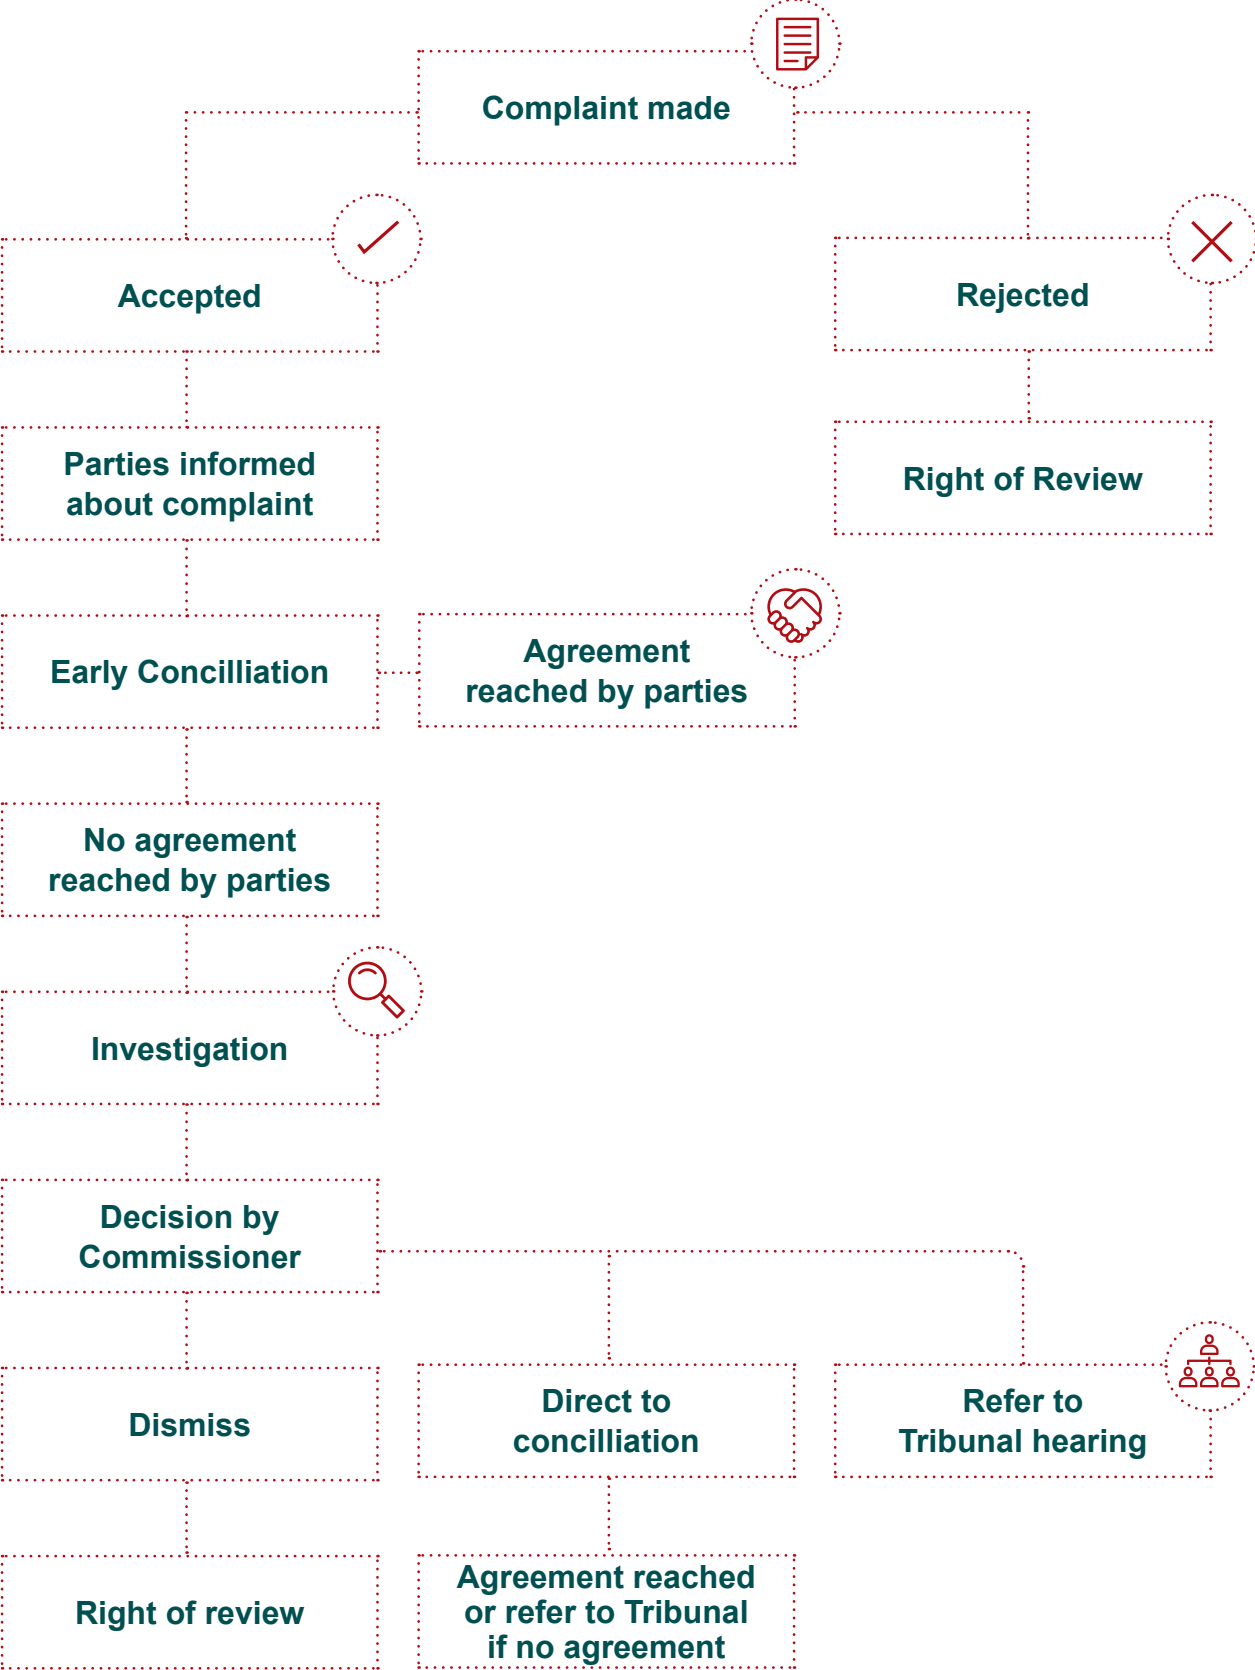 Complaint made
Accepted
Rejected
Parties informed
about complaint
Right of Review
Early Concilliation
Agreement
reached by parties
No agreement
reached by parties
Investigation
Decision by
Commissioner
Dismiss
Direct to
concilliation
Refer to
Tribunal hearing
Right of review
Agreement reached
or refer to Tribunal
if no agreement